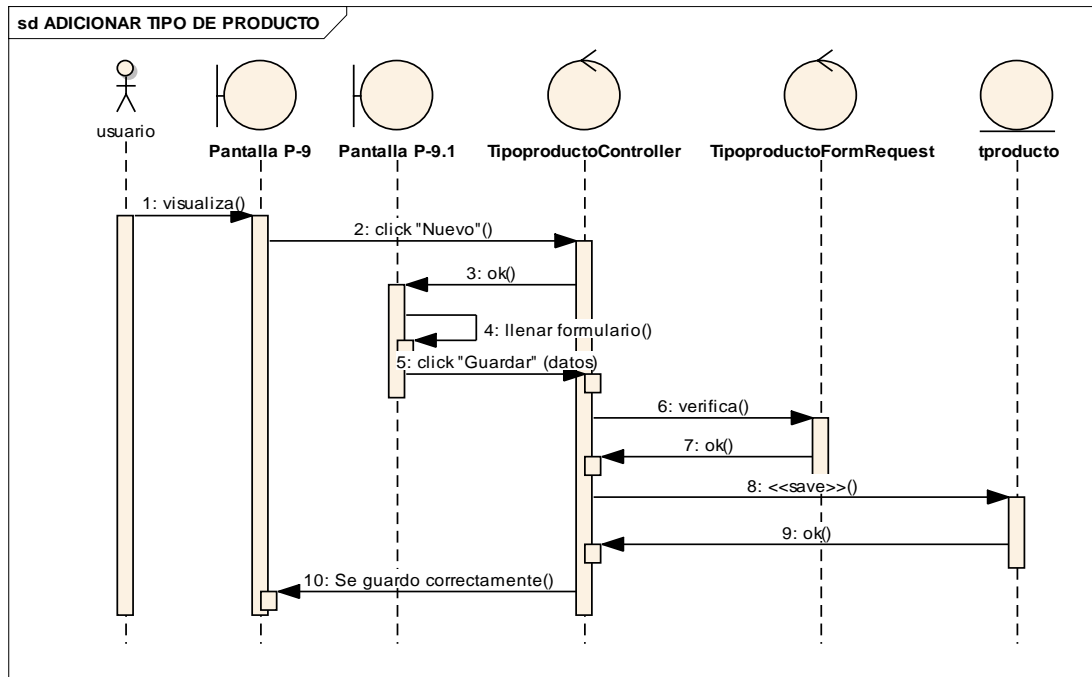 sd ADICIONAR TIPO DE PRODUCTO
usuario
Pantalla P-9
Pantalla P-9.1
TipoproductoController
TipoproductoFormRequest
tproducto
1: visualiza()
2: click "Nuevo"()
3: ok()
4: llenar formulario()
5: click "Guardar" (datos)
6: verifica()
7: ok()
8: <<save>>()
9: ok()
10: Se guardo correctamente()